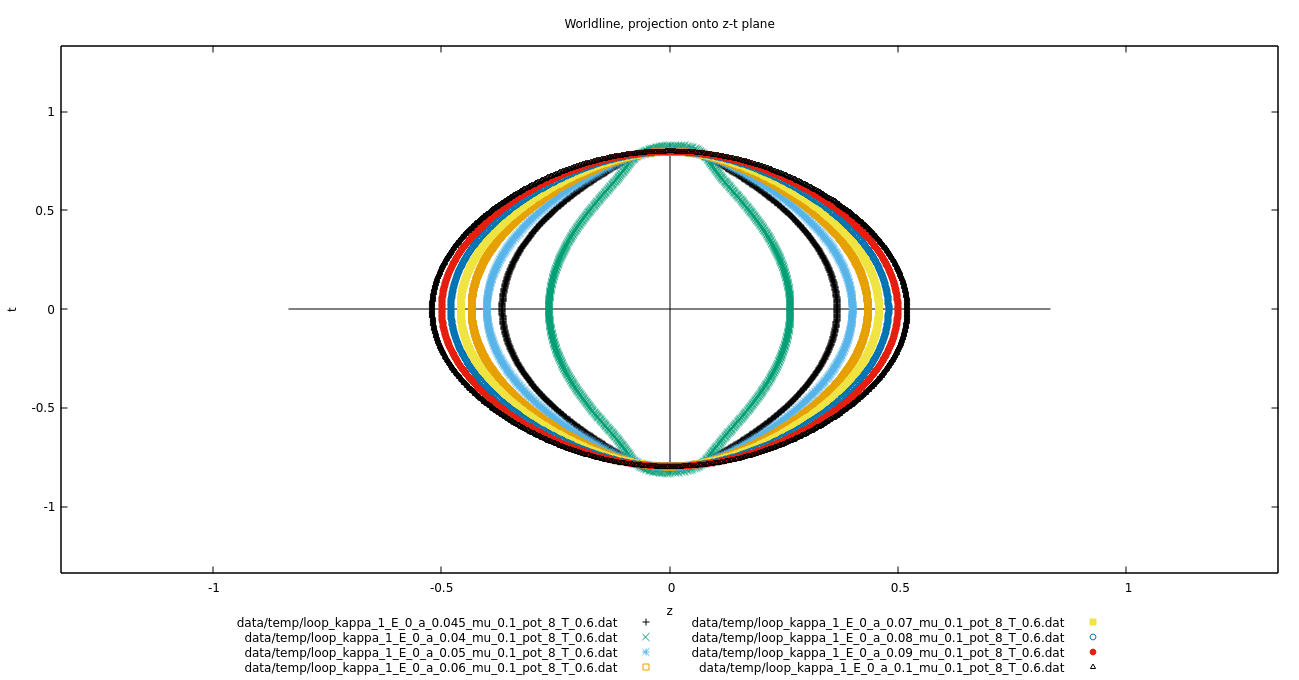 Worldline, projection onto z-t plane
1
0.5
t
0
-0.5
-1
-1
-0.5
0
0.5
1
z
data/temp/loop_kappa_1_E_0_a_0.045_mu_0.1_pot_8_T_0.6.dat
data/temp/loop_kappa_1_E_0_a_0.04_mu_0.1_pot_8_T_0.6.dat
data/temp/loop_kappa_1_E_0_a_0.05_mu_0.1_pot_8_T_0.6.dat
data/temp/loop_kappa_1_E_0_a_0.06_mu_0.1_pot_8_T_0.6.dat
data/temp/loop_kappa_1_E_0_a_0.07_mu_0.1_pot_8_T_0.6.dat
data/temp/loop_kappa_1_E_0_a_0.08_mu_0.1_pot_8_T_0.6.dat
data/temp/loop_kappa_1_E_0_a_0.09_mu_0.1_pot_8_T_0.6.dat
data/temp/loop_kappa_1_E_0_a_0.1_mu_0.1_pot_8_T_0.6.dat